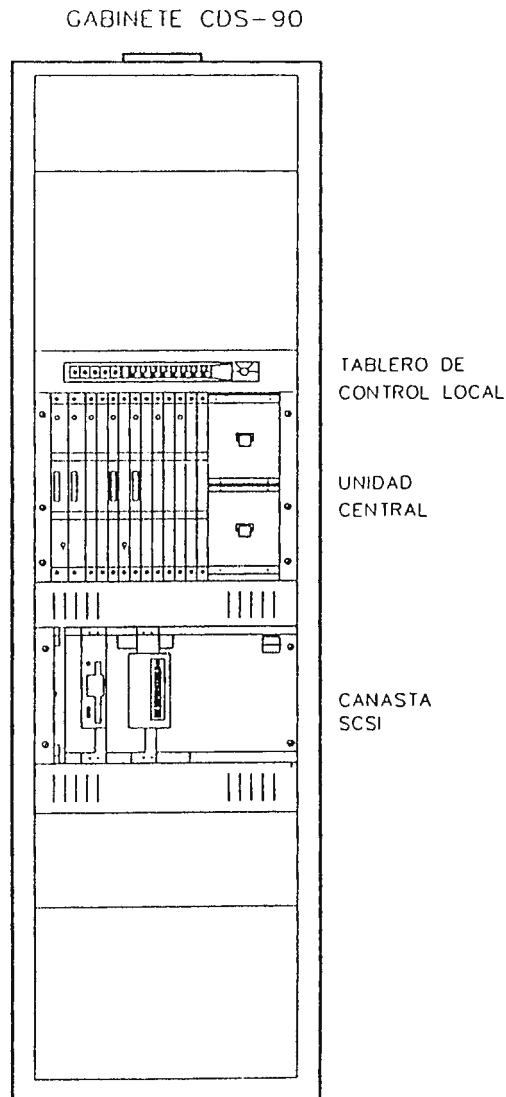 GABINETE CDS-90
TABLERO DE
CONTROL LOCAL
UNIDAD
CENTRAL
CANASTA
SCSI